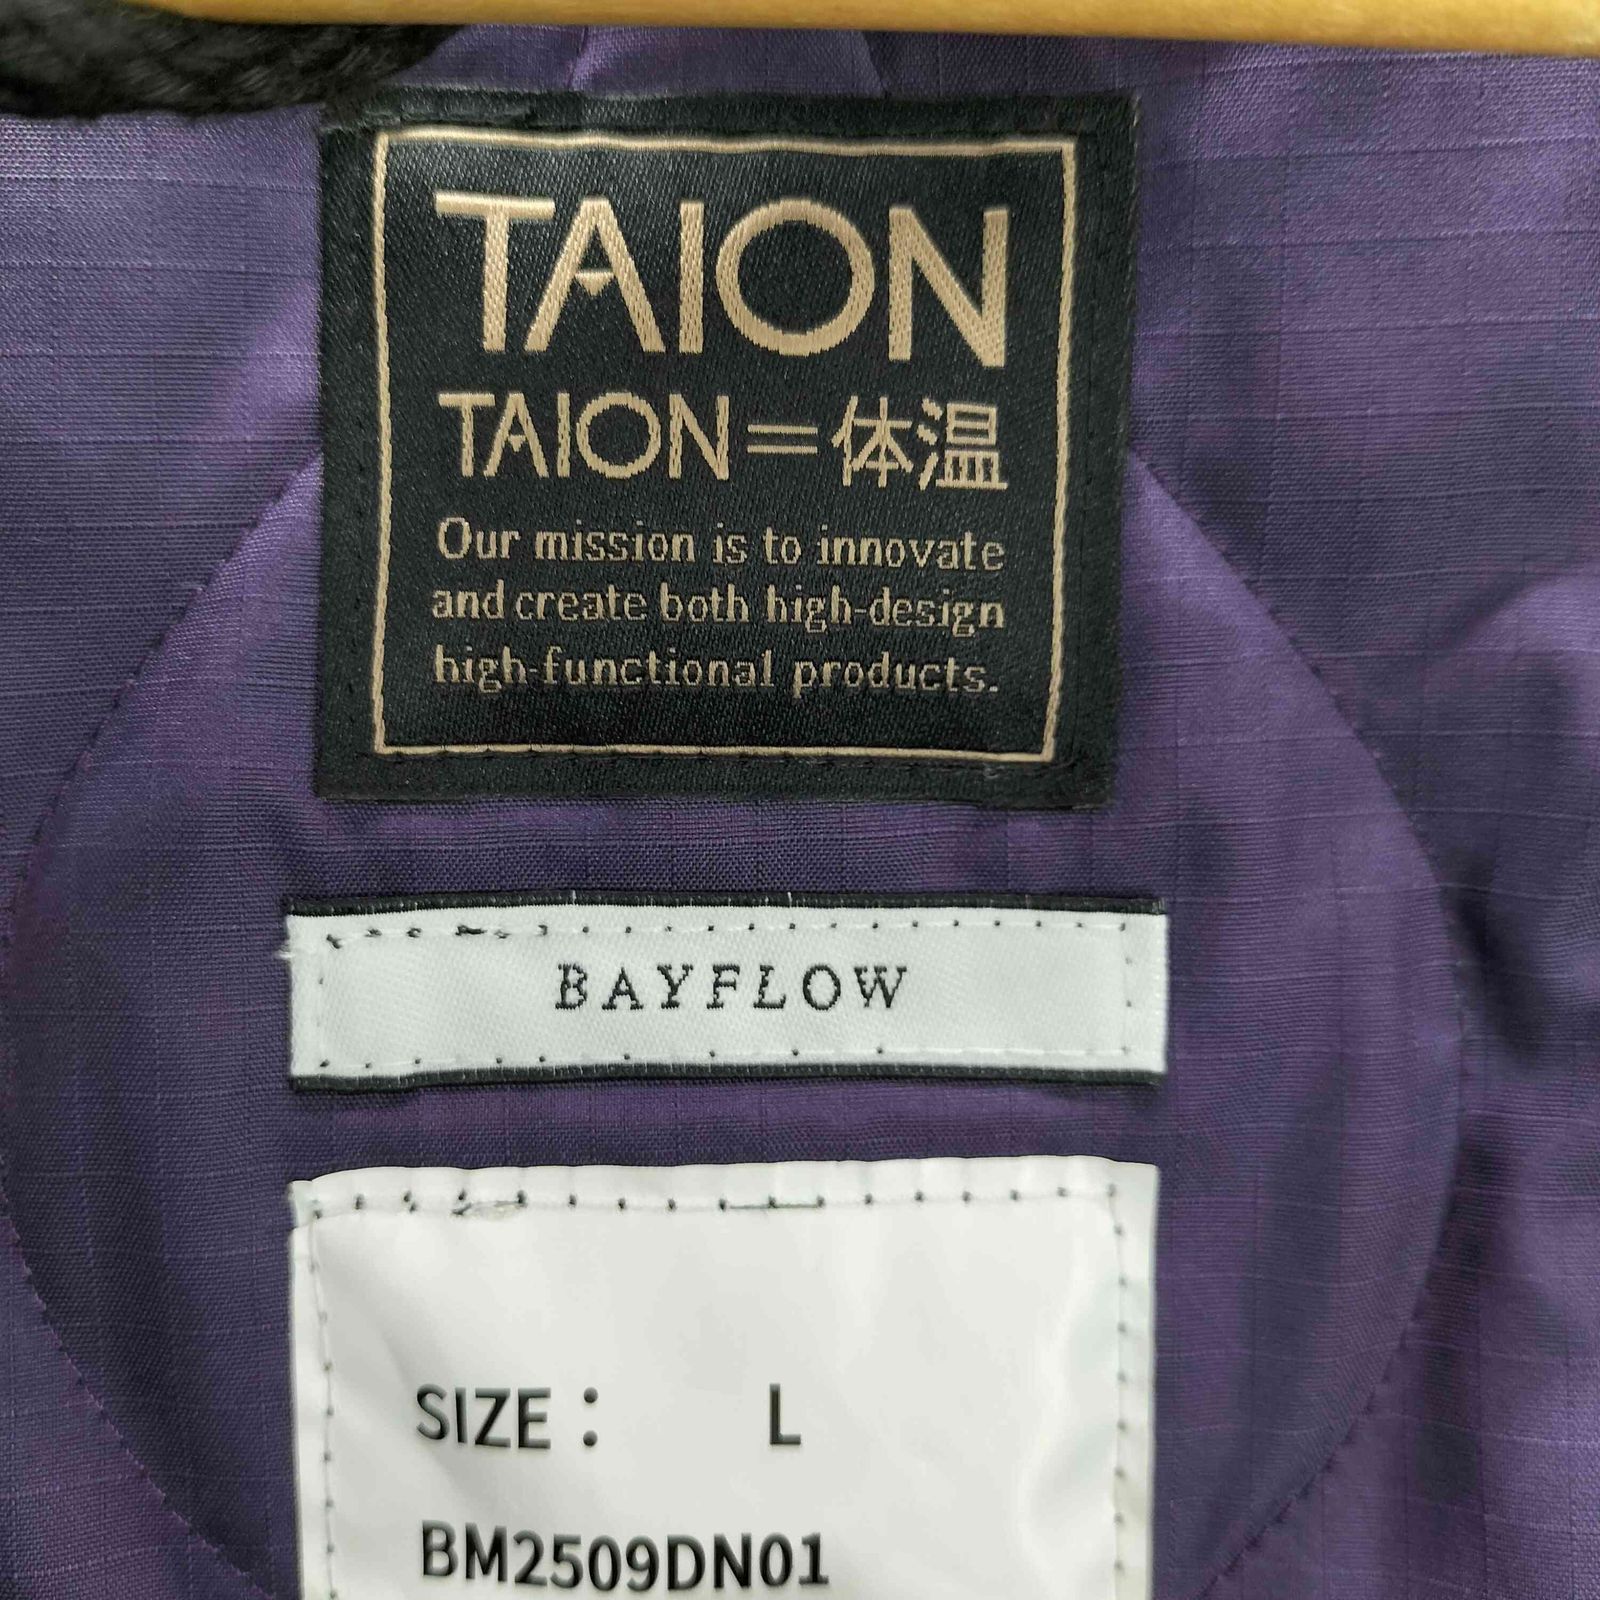 TAION
TAION=体温
Our mission is to innovate
and create both high-design
high-functional products.
BAYFLOW
SIZE： L
BM2509DN01